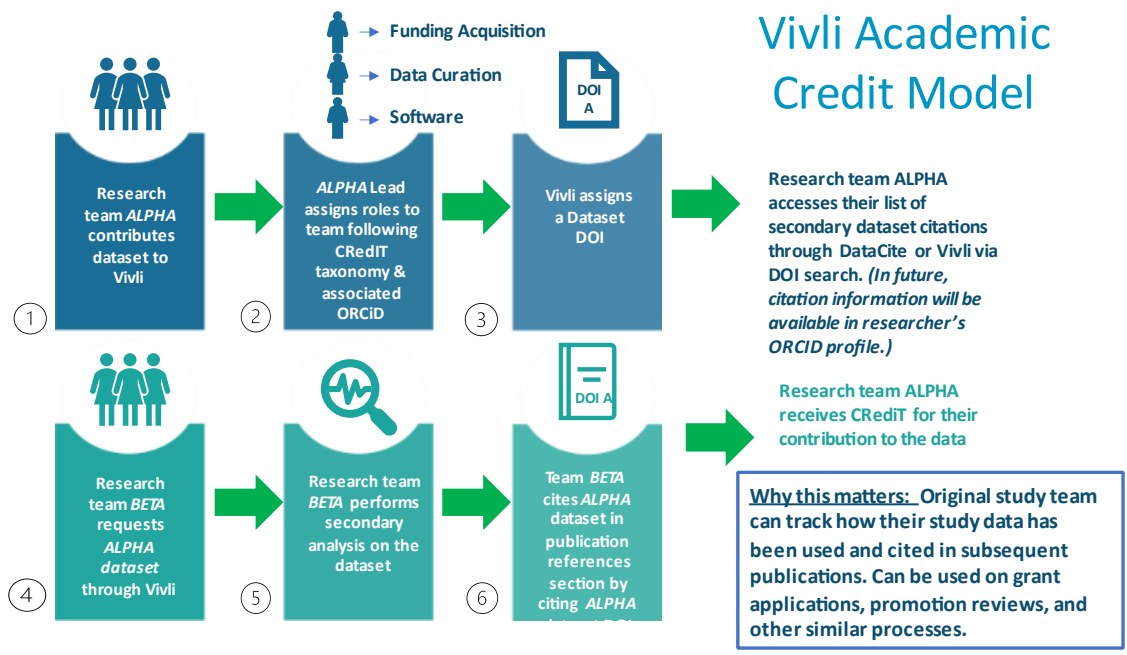 Vivli Academic
Credit Model
Funding Acquisition
Data Curation
Software
DOI
A
Research
team ALPHA
contributes
dataset to
Vivli
1
ALPHA Lead
assigns roles to
team following
CRedIT
taxonomy &
associated
ORCiD
2
Vivli assigns
a Dataset
DOI
3
Research team ALPHA
accesses their list of
secondary dataset citations
through DataCite or Vivli via
DOI search. (In future,
citation information will be
available in researcher's
ORCID profile.)
Research
team BETA
requests
ALPHA
dataset
through Vivli
4
Research team
BETA performs
secondary
analysis on the
dataset
5
DOI A
Team BETA
cites ALPHA
dataset in
publication
references
section by
citing ALPHA
6
Research team ALPHA
receives CRediT for their
contribution to the data
Why this matters: Original study team
can track how their study data has
been used and cited in subsequent
publications. Can be used on grant
applications, promotion reviews, and
other similar processes.